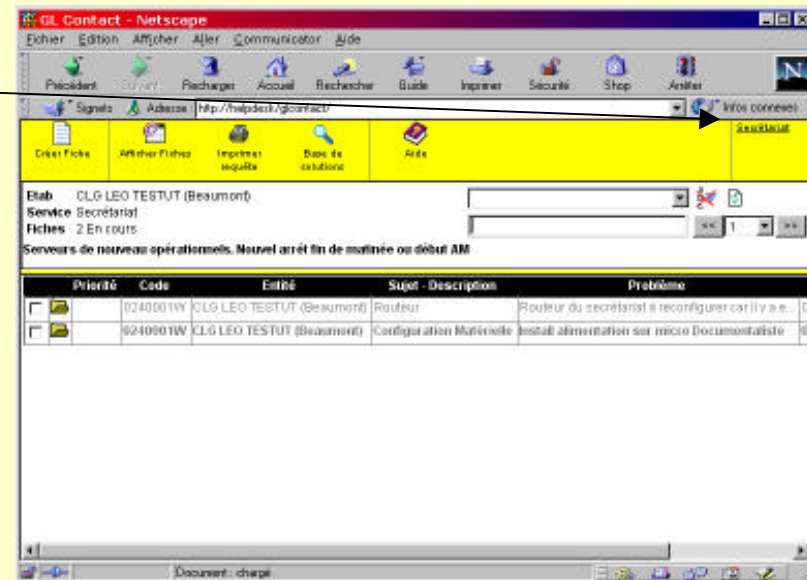 GL Contact - Netscape
Fichier Edition Afficher Aller Communicator Aide
Précédent Suivant Recharger Accueil Rechercher Guide Imprimer Sécurité Shop Arrêter N
Signets Adresse : http://helpdesk/glcontact/ Infos connexes
Créer Fiche Afficher Fiches Imprimer requête Base de solutions Aide Secrétariat
Etab CLG LEO TESTUT (Beaumont)
Service Secrétariat
Fiches 2 En cours << 1 >>
Serveurs de nouveau opérationnels. Nouvel arrêt fin de matinée ou début AM
Priorité Code Entité Sujet - Description Problème
0240001W CLG LEO TESTUT (Beaumont) Routeur Routeur du secrétariat à reconfigurer car il y a e... 0
0240001W CLG LEO TESTUT (Beaumont) Configuration Matérielle Install alimentation sur micro Documentaliste 0
Document : chargé